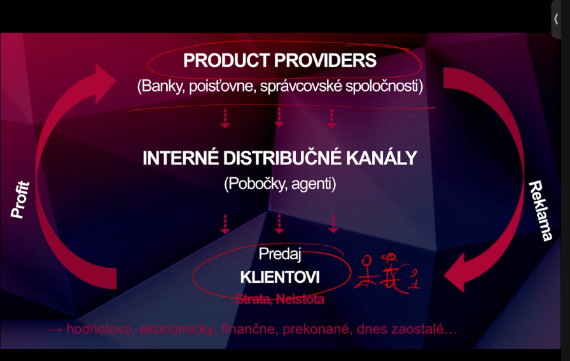 PRODUCT PROVIDERS
(Banky, poisťovne, správcovské spoločnosti)
INTERNÉ DISTRIBUČNÉ KANÁLY
(Pobočky, agenti)
Profit
Reklama
Predaj
KLIENTOVI
Strata, Neistota
→ hodnotovo, ekonomicky, finančne, prekonané, dnes zaostalé...